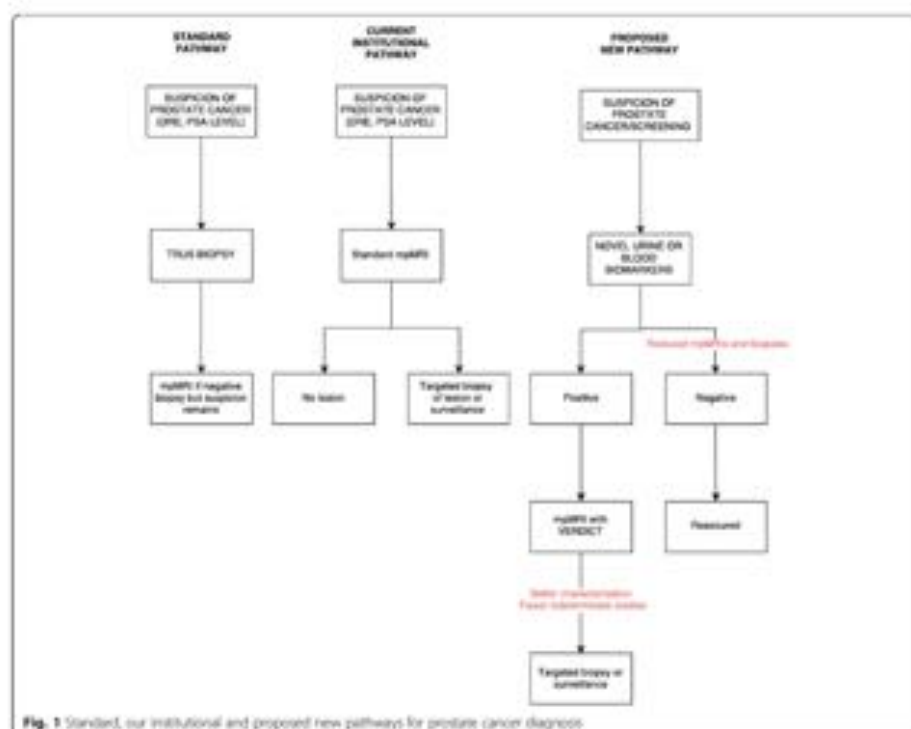 STANDARD
PATHWAY
SUSPICION OF
PROSTATE CANCER
(DRE, PSA LEVEL)
TRUS BIOPSY
mpMRI if negative
biopsy but suspicion
remains
CURRENT
INSTITUTIONAL
PATHWAY
SUSPICION OF
PROSTATE CANCER
(DRE, PSA LEVEL)
Standard mpMRI
No lesion
Targeted biopsy
of lesion or
surveillance
PROPOSED
NEW PATHWAY
SUSPICION OF
PROSTATE
CANCER/SCREENING
NOVEL URINE OR
BLOOD
BIOMARKERS
Reduced mpMRIs and biopsies
Positive
Negative
mpMRI with
VERDICT
Reassured
Better characterisation
Fewer indeterminate studies
Targeted biopsy or
surveillance
Fig. 1 Standard, our institutional and proposed new pathways for prostate cancer diagnosis